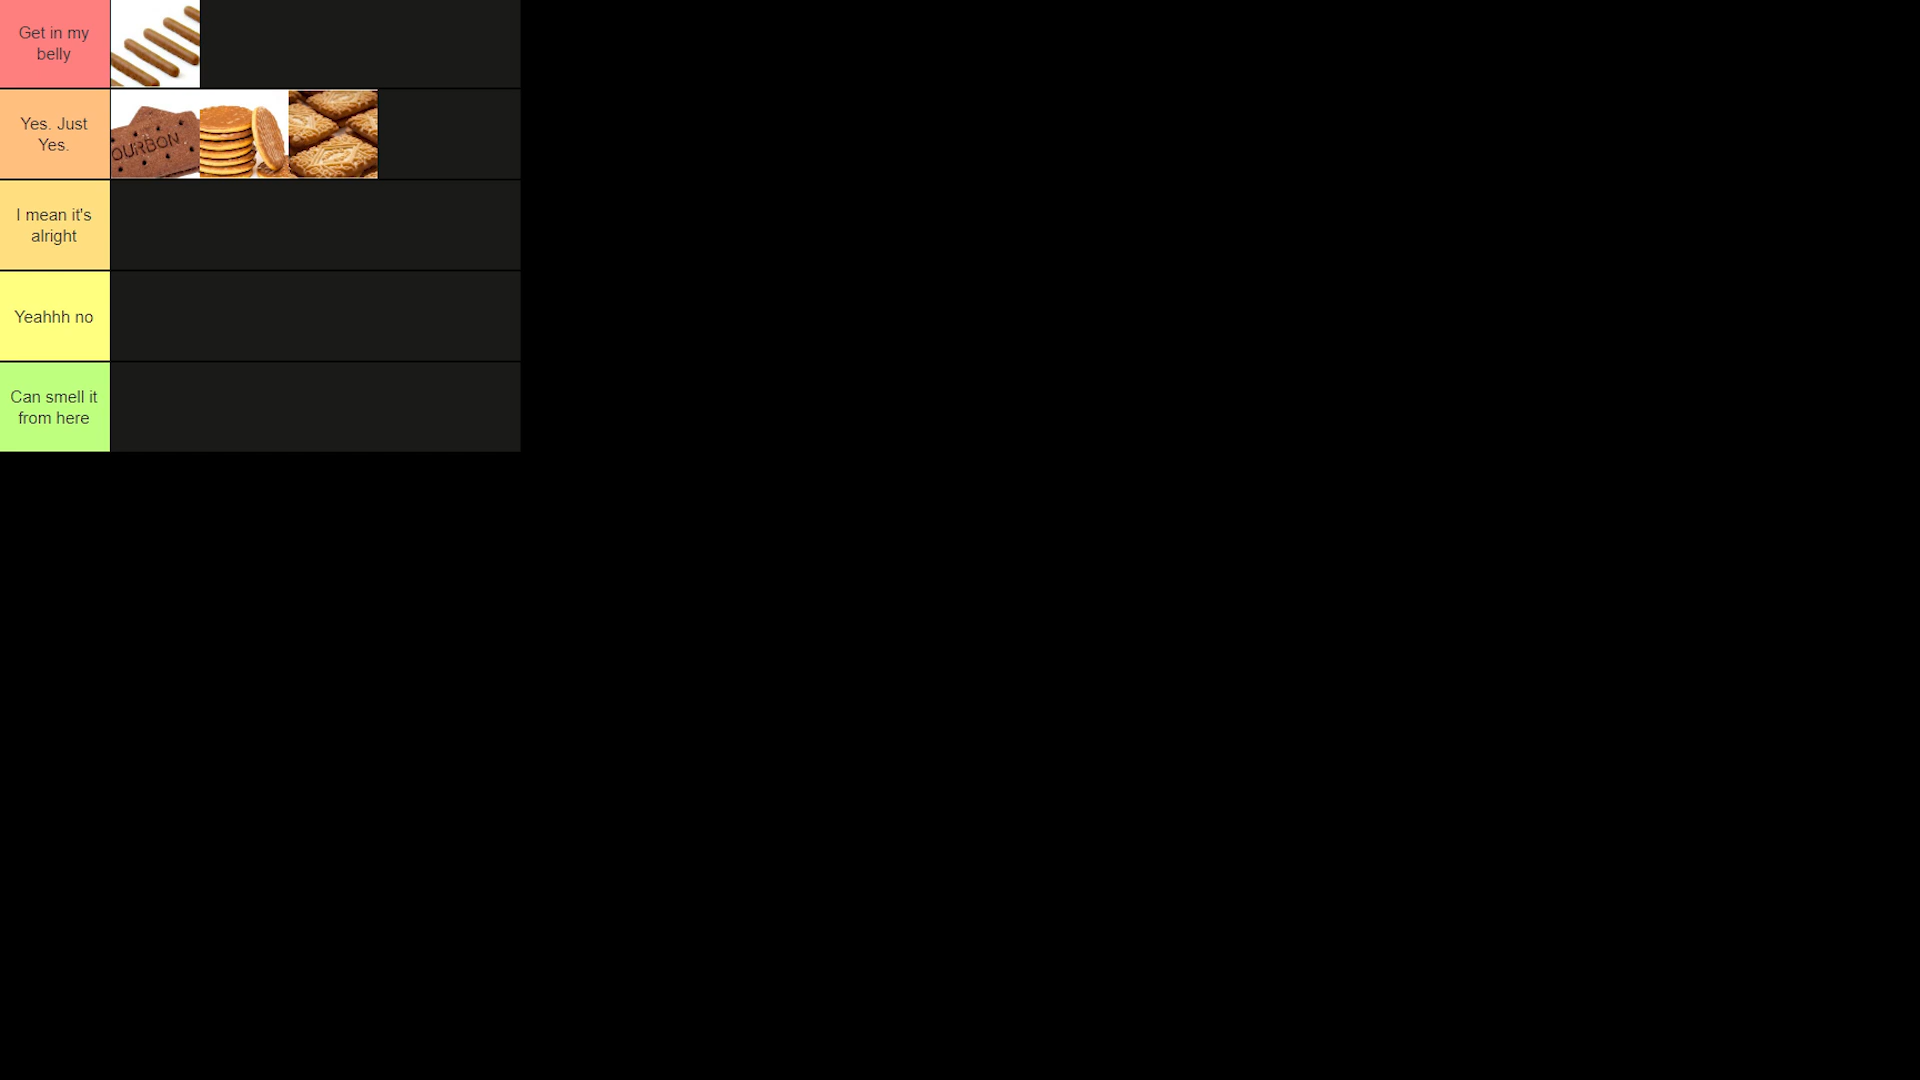 Get in my
belly
Yes. Just
Yes.
OURBON
I mean it's
alright
Yeahhh no
Can smell it
from here